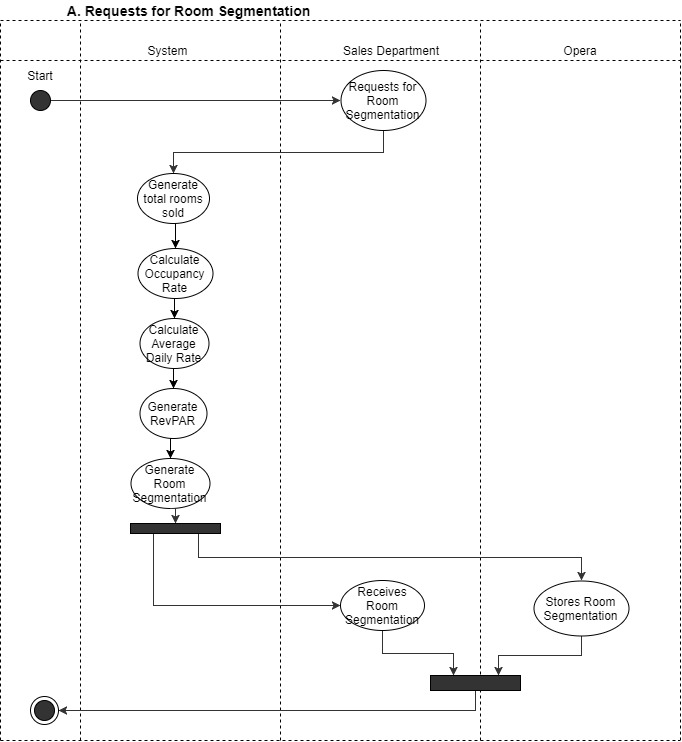 A. Requests for Room Segmentation
System
Sales Department
Opera
Start
Requests for
Room
Segmentation
Generate
total rooms
sold
Calculate
Occupancy
Rate
Calculate
Average
Daily Rate
Generate
RevPAR
Generate
Room
Segmentation
Receives
Room
Segmentation
Stores Room
Segmentation